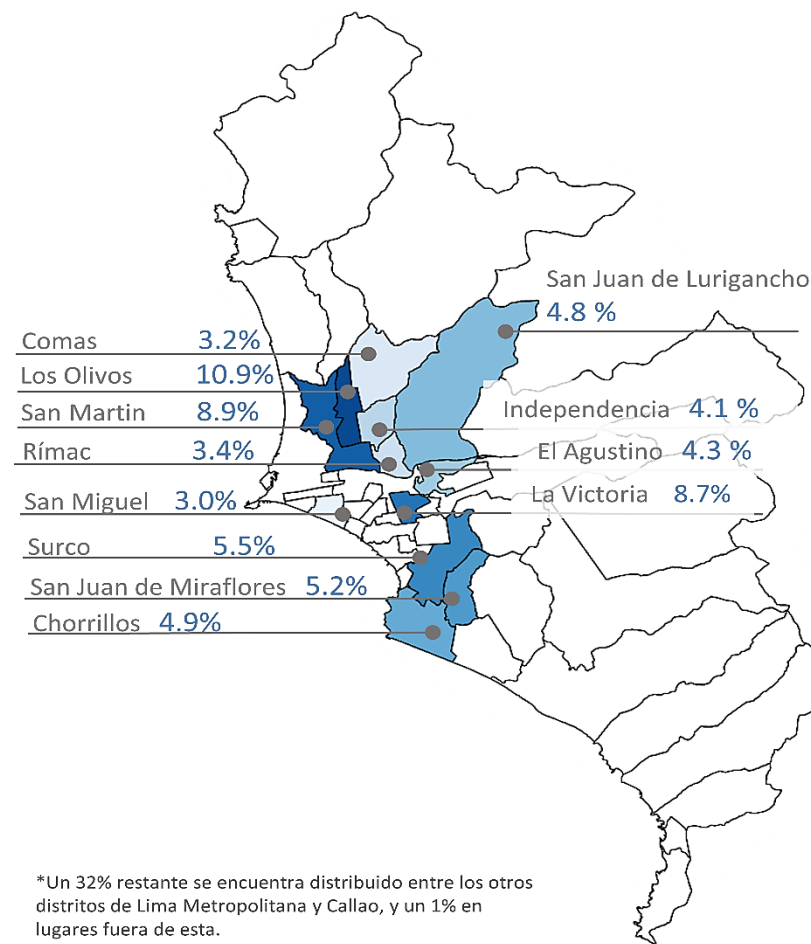 San Juan de Lurigancho
4.8 %
Comas 3.2%
Los Olivos 10.9%
San Martin 8.9%
Rímac 3.4%
San Miguel 3.0%
Surco 5.5%
San Juan de Miraflores 5.2%
Chorrillos 4.9%
Independencia 4.1 %
El Agustino 4.3 %
La Victoria 8.7%
*Un 32% restante se encuentra distribuido entre los otros
distritos de Lima Metropolitana y Callao, y un 1% en
lugares fuera de esta.